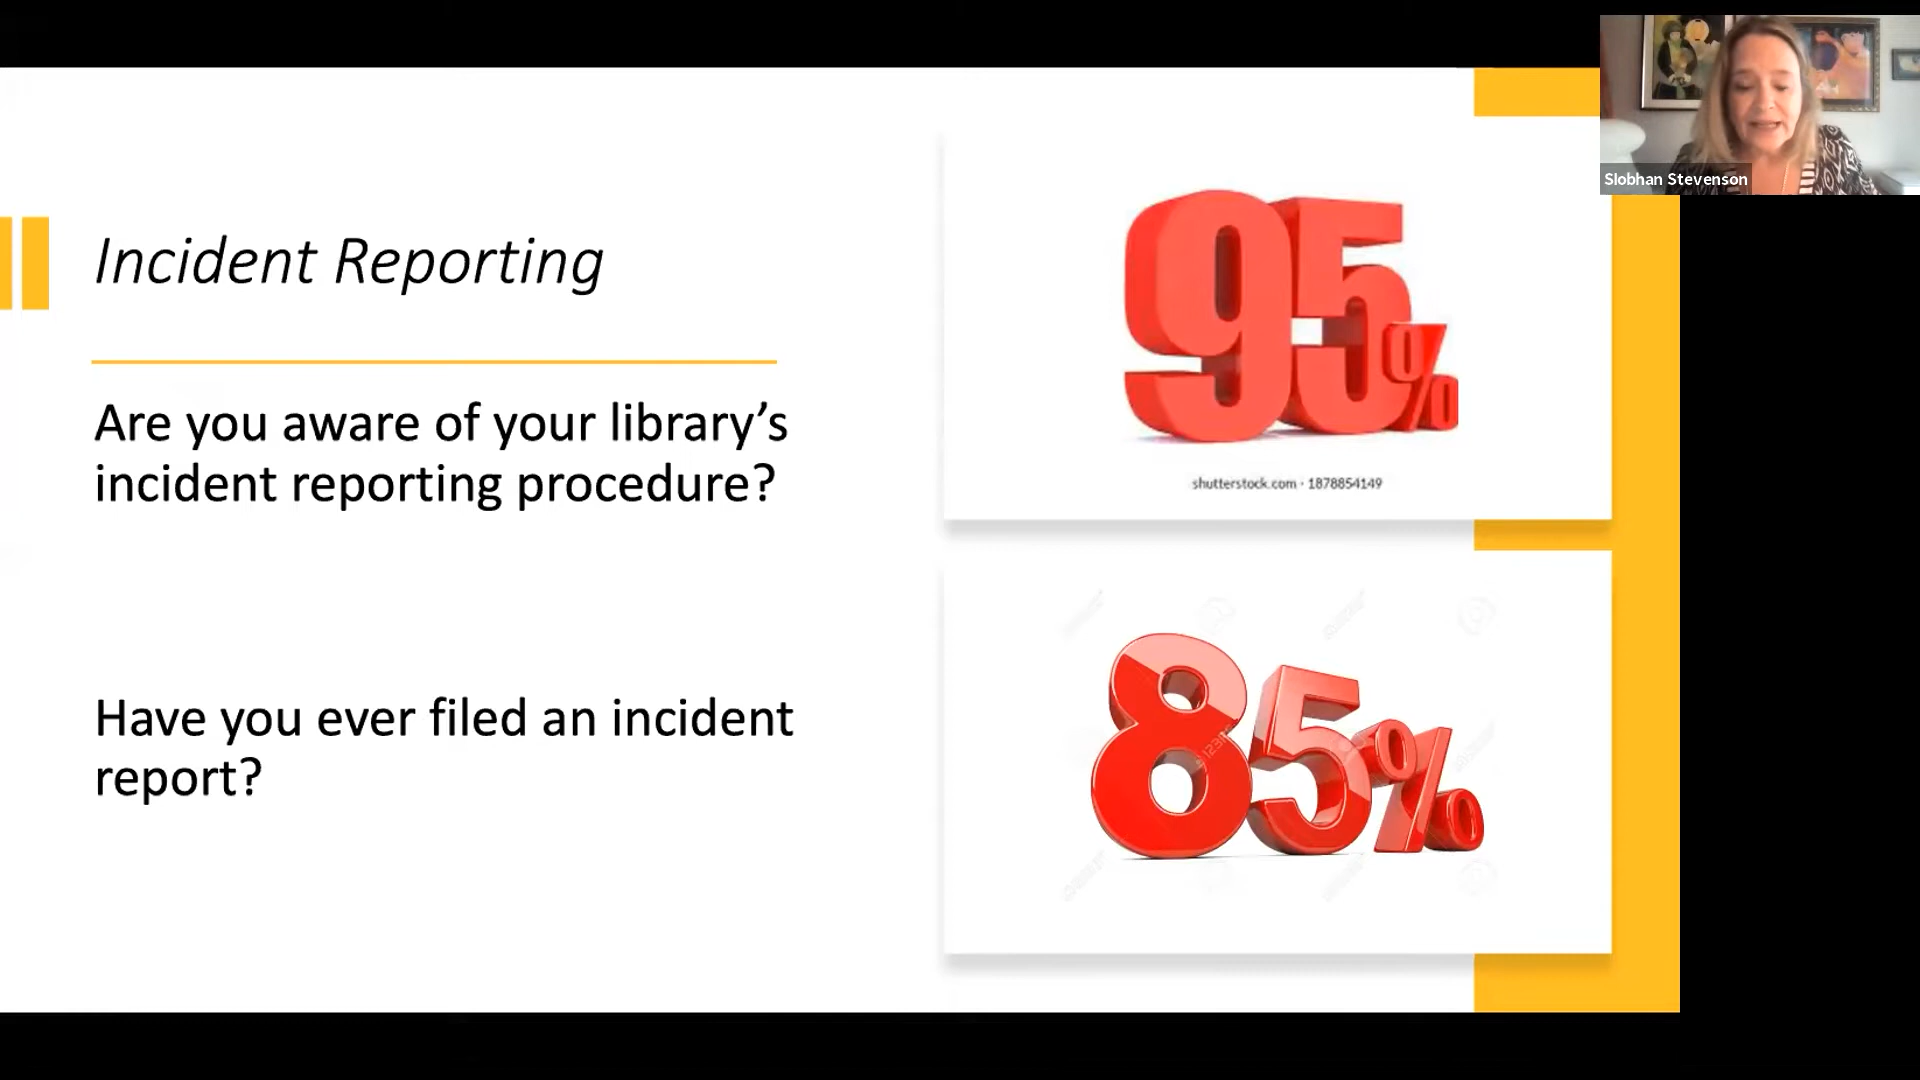 Slobhan Stevenson
Incident Reporting
Are you aware of your library’s
incident reporting procedure?
95%
shutterstock.com · 1878854149
Have you ever filed an incident
report?
85%